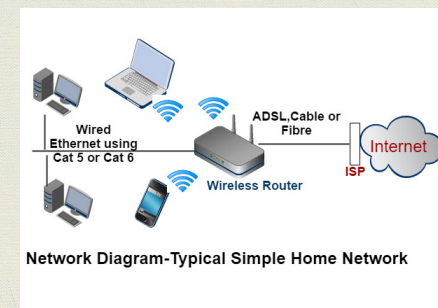 ADSL,Cable or
Fibre
Wired
Ethernet using
Cat 5 or Cat 6
Internet
ISP
Wireless Router
Network Diagram-Typical Simple Home Network